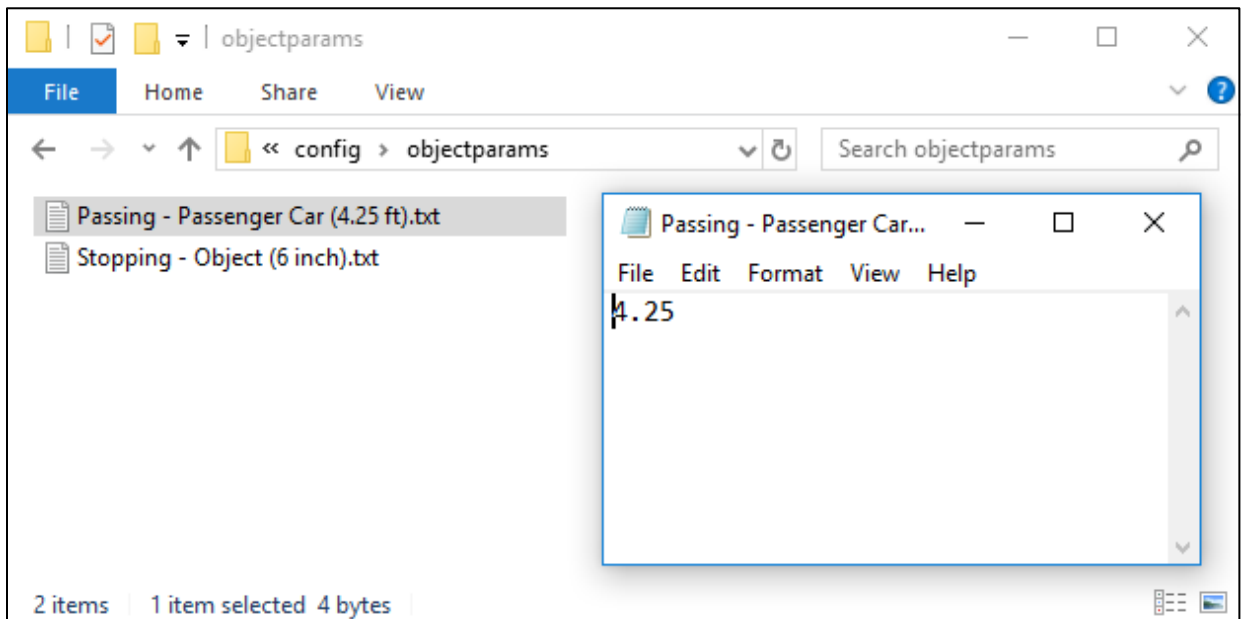 objectparams
File Home Share View
?
« config › objectparams
Search objectparams
Passing - Passenger Car (4.25 ft).txt
Stopping - Object (6 inch).txt
Passing - Passenger Car...
File Edit Format View Help
4.25
2 items 1 item selected 4 bytes